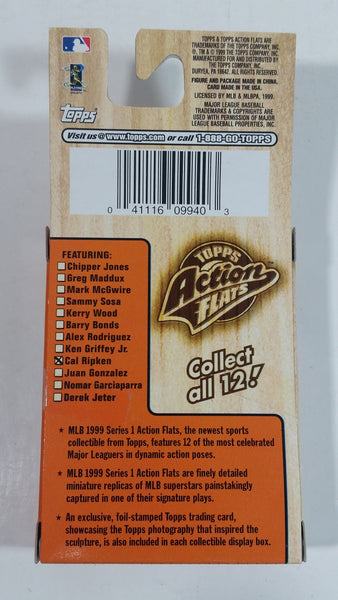 TOPPS & TOPPS ACTION FLATS ARE
TRADEMARKS OF THE TOPPS COMPANY, INC.
®, TM & © 1999 THE TOPPS COMPANY, INC.
MANUFACTURED FOR AND DISTRIBUTED BY
THE TOPPS COMPANY, INC.
DURYEA, PA 18642. ALL RIGHTS RESERVED.
FIGURE AND PACKAGE MADE IN CHINA.
CARD MADE IN THE USA.
LICENSED BY MLB & MLBPA, 1999.
MAJOR LEAGUE BASEBALL
TRADEMARKS & COPYRIGHTS ARE
USED WITH PERMISSION OF MAJOR
LEAGUE BASEBALL PROPERTIES, INC.
Topps
Visit us @ www.topps.com or call 1-888-GO-TOPPS
0 41116 09940 3
TOPPS
Action
FLATS
Collect
all 12!
FEATURING:
Chipper Jones
Greg Maddux
Mark McGwire
Sammy Sosa
Kerry Wood
Barry Bonds
Alex Rodriguez
Ken Griffey Jr.
Cal Ripken
Juan Gonzalez
Nomar Garciaparra
Derek Jeter
★ MLB 1999 Series 1 Action Flats, the newest sports
collectible from Topps, features 12 of the most celebrated
Major Leaguers in dynamic action poses.
★ MLB 1999 Series 1 Action Flats are finely detailed
miniature replicas of MLB superstars painstakingly
captured in one of their signature plays.
★ An exclusive, foil-stamped Topps trading card,
showcasing the Topps photography that inspired the
sculpture, is also included in each collectible display box.